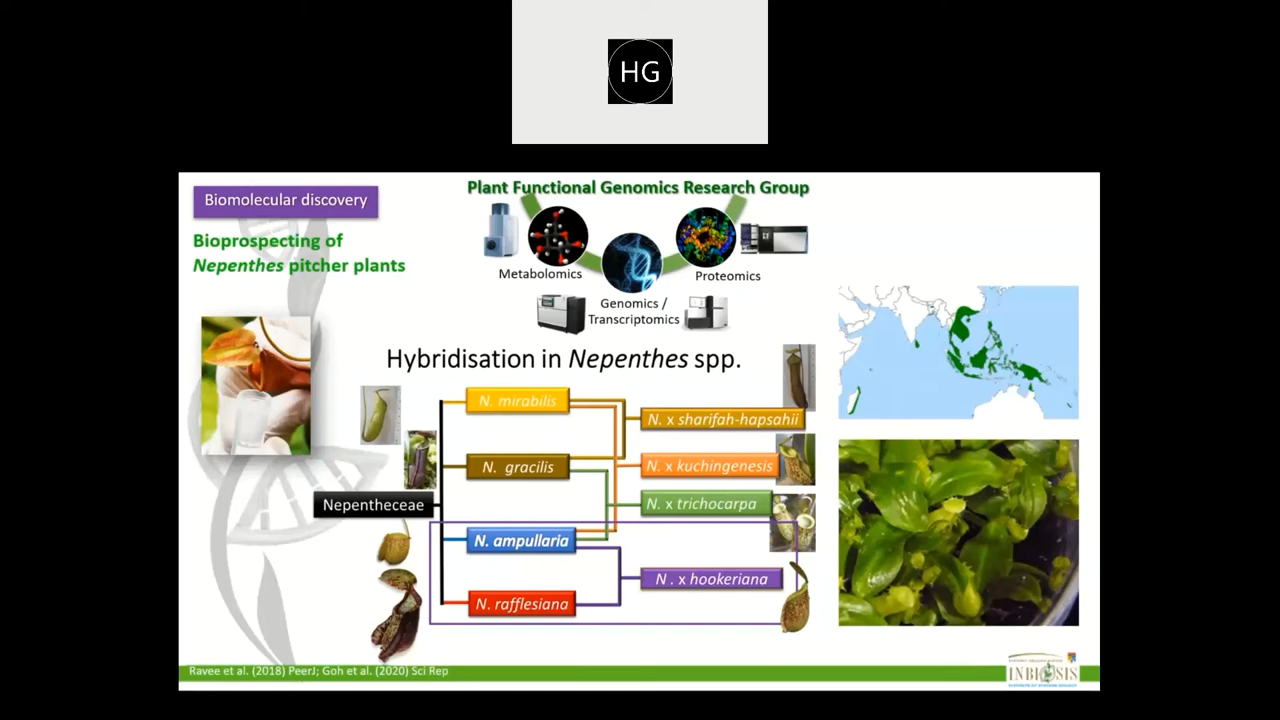 HG
Biomolecular discovery
Plant Functional Genomics Research Group
Bioprospecting of
Nepenthes pitcher plants
Metabolomics
Proteomics
Genomics /
Transcriptomics
Hybridisation in Nepenthes spp.
N. mirabilis
N. x sharifah-hapsahii
N. gracilis
N. x kuchingenesis
Nepentheceae
N. x trichocarpa
N. ampullaria
N . x hookeriana
N. rafflesiana
Ravee et al. (2018) PeerJ; Goh et al. (2020) Sci Rep
INBIOSIS